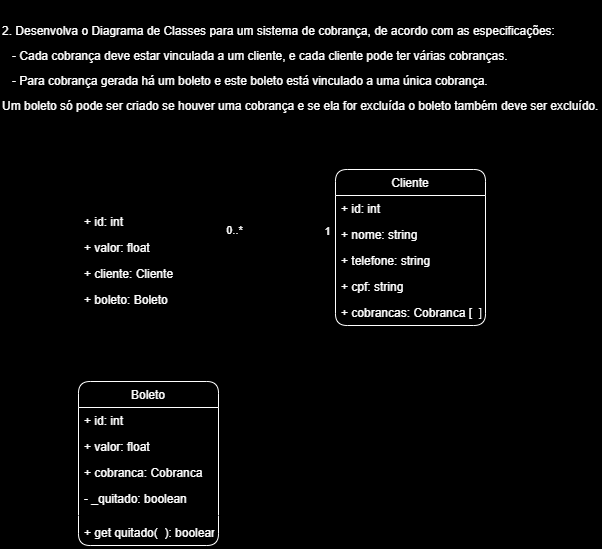 2. Desenvolva o Diagrama de Classes para um sistema de cobrança, de acordo com as especificações:
- Cada cobrança deve estar vinculada a um cliente, e cada cliente pode ter várias cobranças.
- Para cobrança gerada há um boleto e este boleto está vinculado a uma única cobrança.
Um boleto só pode ser criado se houver uma cobrança e se ela for excluída o boleto também deve ser excluído.
+ id: int
+ valor: float
+ cliente: Cliente
+ boleto: Boleto
0..*
1
Cliente
+ id: int
+ nome: string
+ telefone: string
+ cpf: string
+ cobrancas: Cobranca [ ]
Boleto
+ id: int
+ valor: float
+ cobranca: Cobranca
- _quitado: boolean
+ get quitado( ): boolear